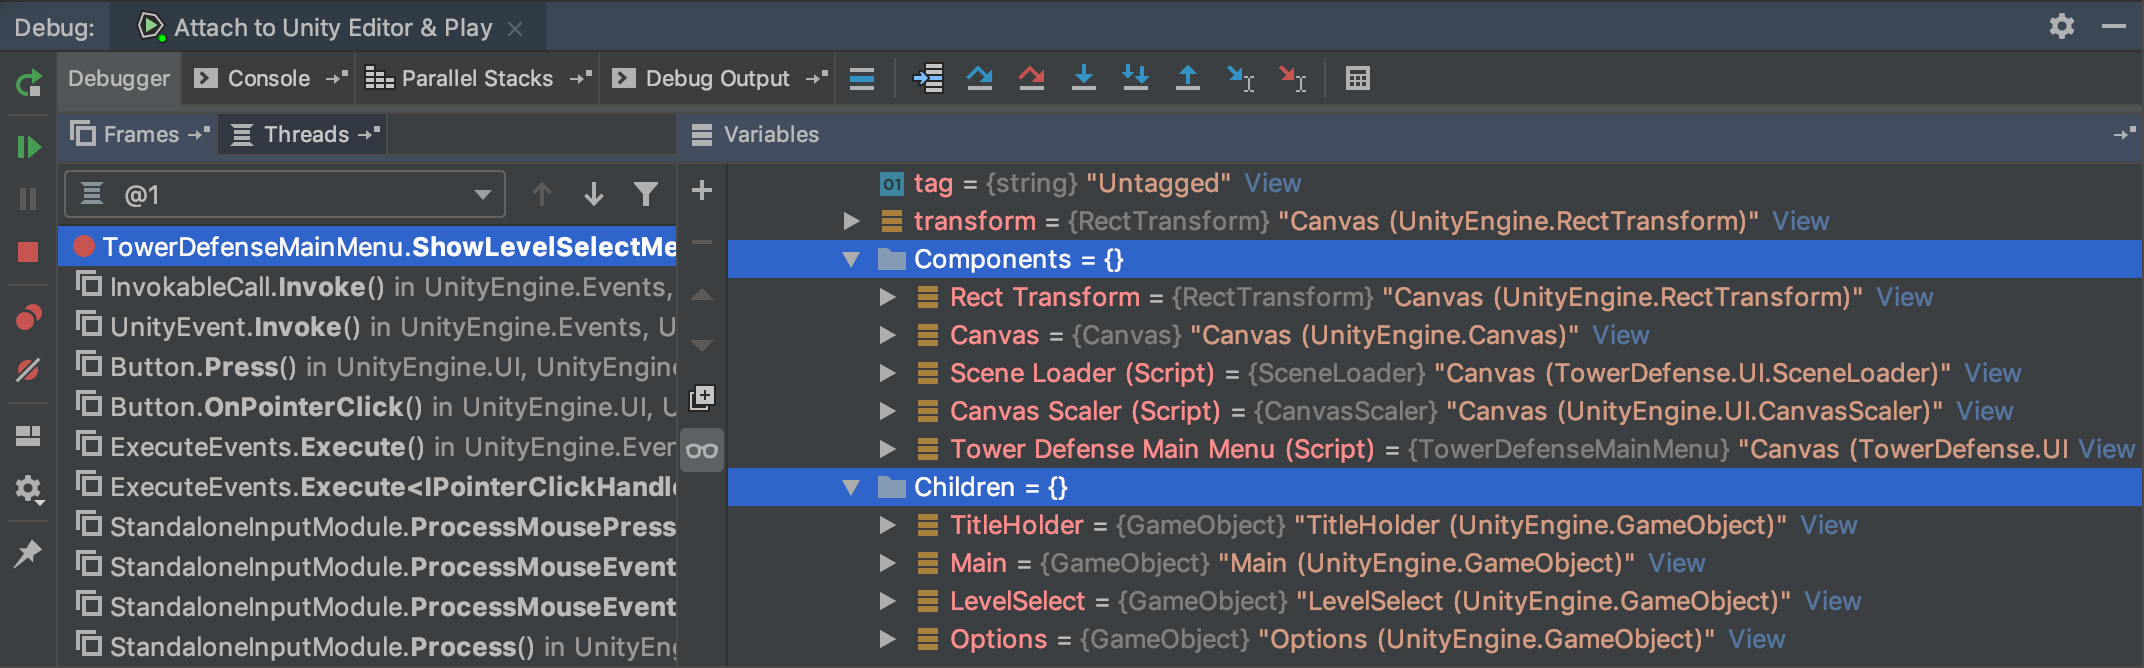 Debug: Attach to Unity Editor & Play
Debugger Console Parallel Stacks Debug Output
Frames Threads Variables
@1
TowerDefenseMainMenu.ShowLevelSelectMe
InvokableCall.Invoke() in UnityEngine.Events,
UnityEvent.Invoke() in UnityEngine.Events, U
Button.Press() in UnityEngine.UI, UnityEngin
Button.OnPointerClick() in UnityEngine.UI, U
ExecuteEvents.Execute() in UnityEngine.Even
ExecuteEvents.Execute<IPointerClickHandle
StandaloneInputModule.ProcessMousePress
StandaloneInputModule.ProcessMouseEvent
StandaloneInputModule.ProcessMouseEvent
StandaloneInputModule.Process() in UnityEng
01 tag = {string} "Untagged" View
transform = {RectTransform} "Canvas (UnityEngine.RectTransform)" View
Components = {}
Rect Transform = {RectTransform} "Canvas (UnityEngine.RectTransform)" View
Canvas = {Canvas} "Canvas (UnityEngine.Canvas)" View
Scene Loader (Script) = {SceneLoader} "Canvas (TowerDefense.UI.SceneLoader)" View
Canvas Scaler (Script) = {CanvasScaler} "Canvas (UnityEngine.UI.CanvasScaler)" View
Tower Defense Main Menu (Script) = {TowerDefenseMainMenu} "Canvas (TowerDefense.UI View
Children = {}
TitleHolder = {GameObject} "TitleHolder (UnityEngine.GameObject)" View
Main = {GameObject} "Main (UnityEngine.GameObject)" View
LevelSelect = {GameObject} "LevelSelect (UnityEngine.GameObject)" View
Options = {GameObject} "Options (UnityEngine.GameObject)" View